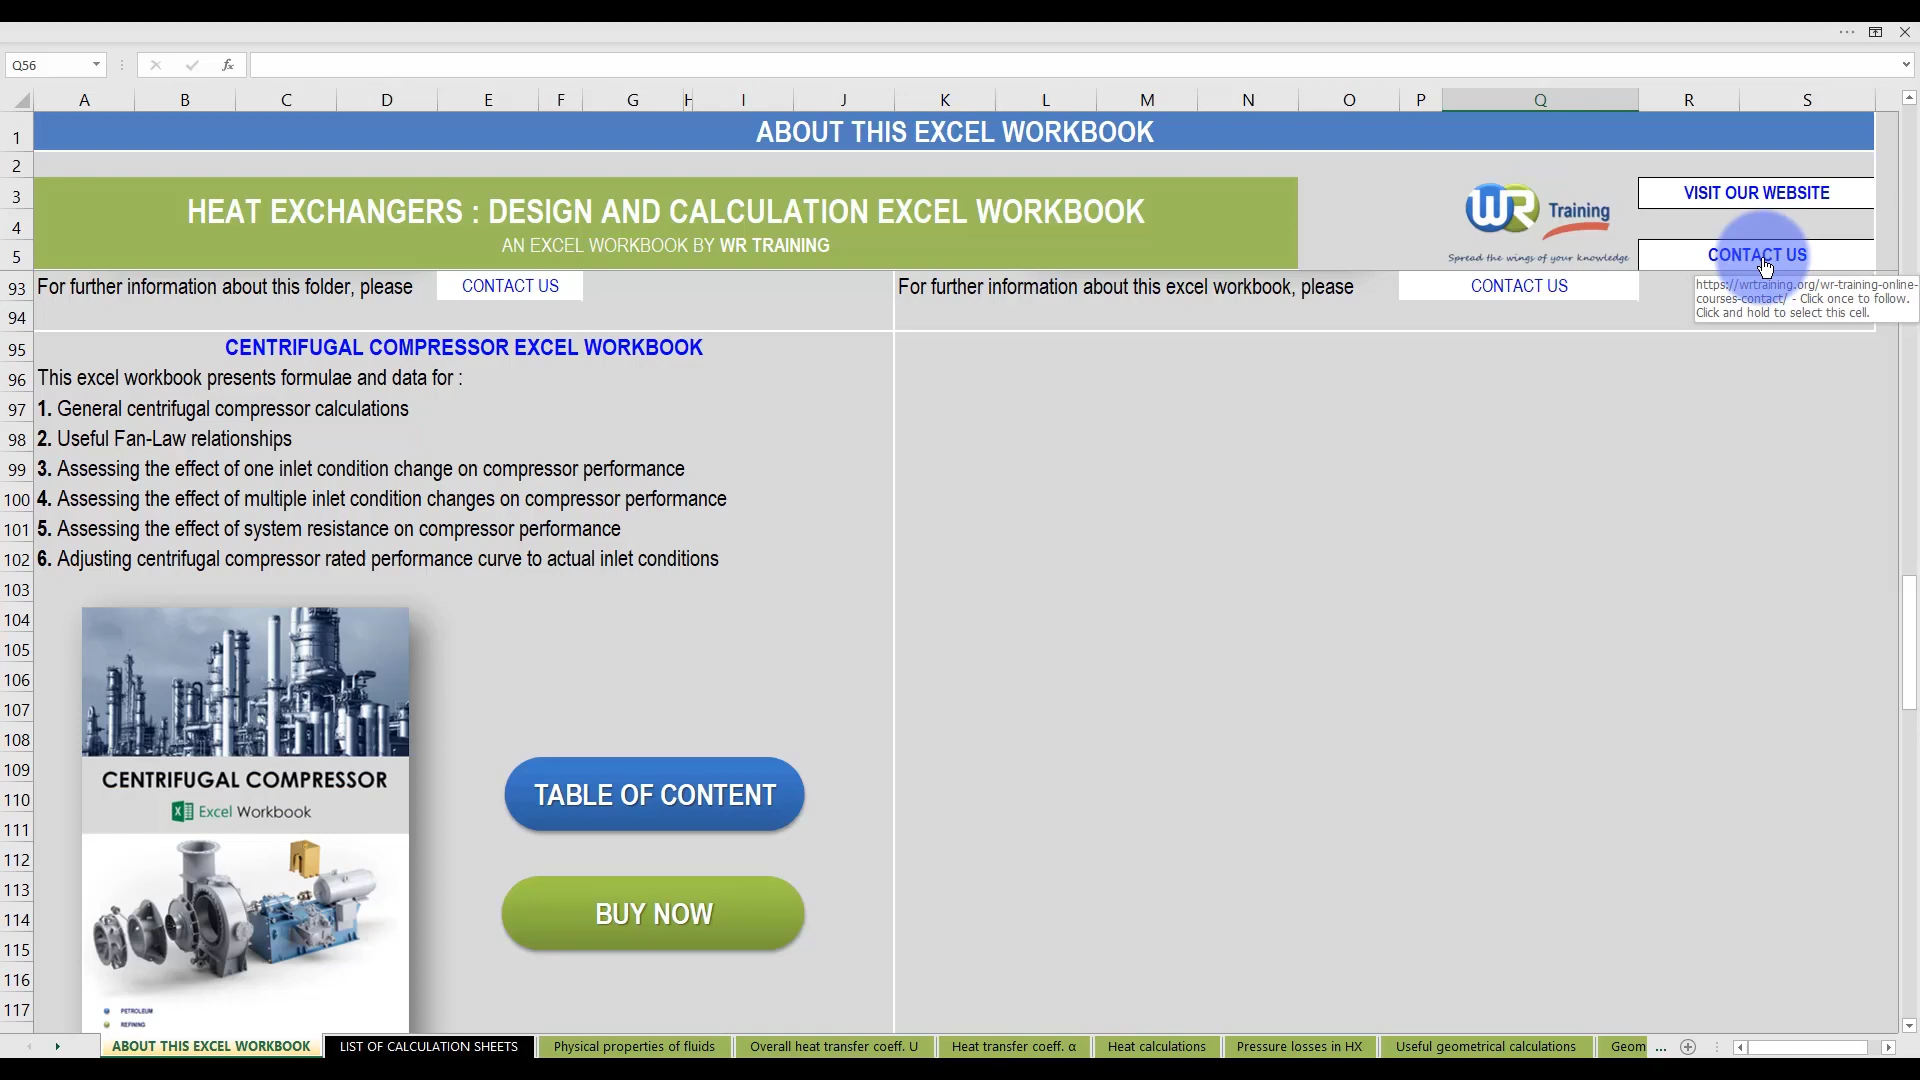 Q56
fx
A B C D E F G H I J K L M N O P Q R S
1 ABOUT THIS EXCEL WORKBOOK
2
3 HEAT EXCHANGERS : DESIGN AND CALCULATION EXCEL WORKBOOK
WR Training
VISIT OUR WEBSITE
4
5 AN EXCEL WORKBOOK BY WR TRAINING
Spread the wings of your knowledge
CONTACT US
93 For further information about this folder, please CONTACT US For further information about this excel workbook, please CONTACT US
https://wrtraining.org/wr-training-online-
courses-contact/ - Click once to follow.
Click and hold to select this cell.
94
95 CENTRIFUGAL COMPRESSOR EXCEL WORKBOOK
96 This excel workbook presents formulae and data for :
97 1. General centrifugal compressor calculations
98 2. Useful Fan-Law relationships
99 3. Assessing the effect of one inlet condition change on compressor performance
100 4. Assessing the effect of multiple inlet condition changes on compressor performance
101 5. Assessing the effect of system resistance on compressor performance
102 6. Adjusting centrifugal compressor rated performance curve to actual inlet conditions
103
104
105
106
107
108
109 CENTRIFUGAL COMPRESSOR
TABLE OF CONTENT
110 Excel Workbook
111
112
113
114 BUY NOW
115
116
117 PETROLEUM
REFINING
ABOUT THIS EXCEL WORKBOOK LIST OF CALCULATION SHEETS Physical properties of fluids Overall heat transfer coeff. U Heat transfer coeff. α Heat calculations Pressure losses in HX Useful geometrical calculations Geom ...